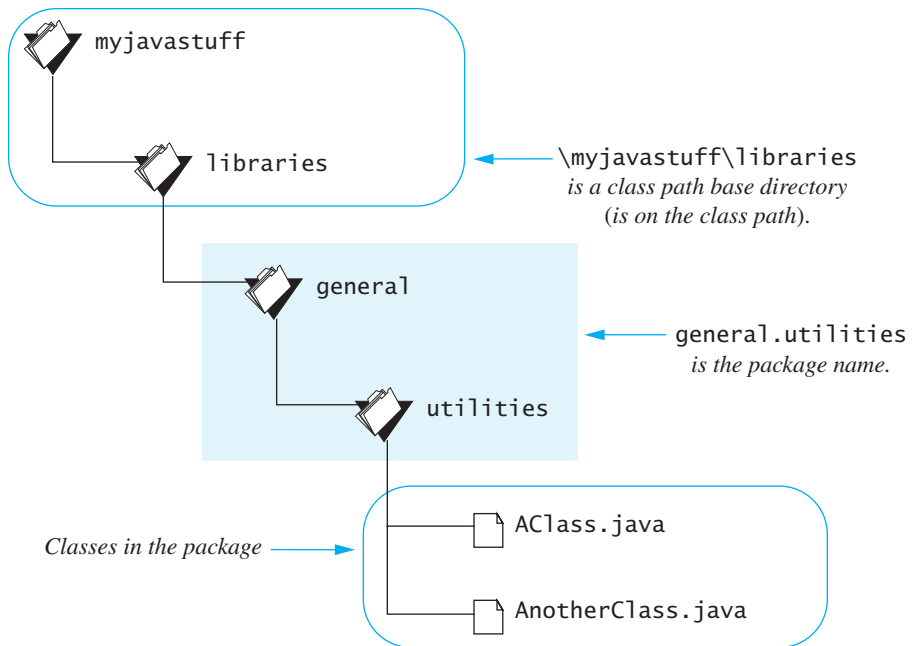 myjavastuff
libraries
\myjavastuff\libraries
is a class path base directory
(is on the class path).
general
general.utilities
is the package name.
utilities
AClass.java
Classes in the package
AnotherClass.java